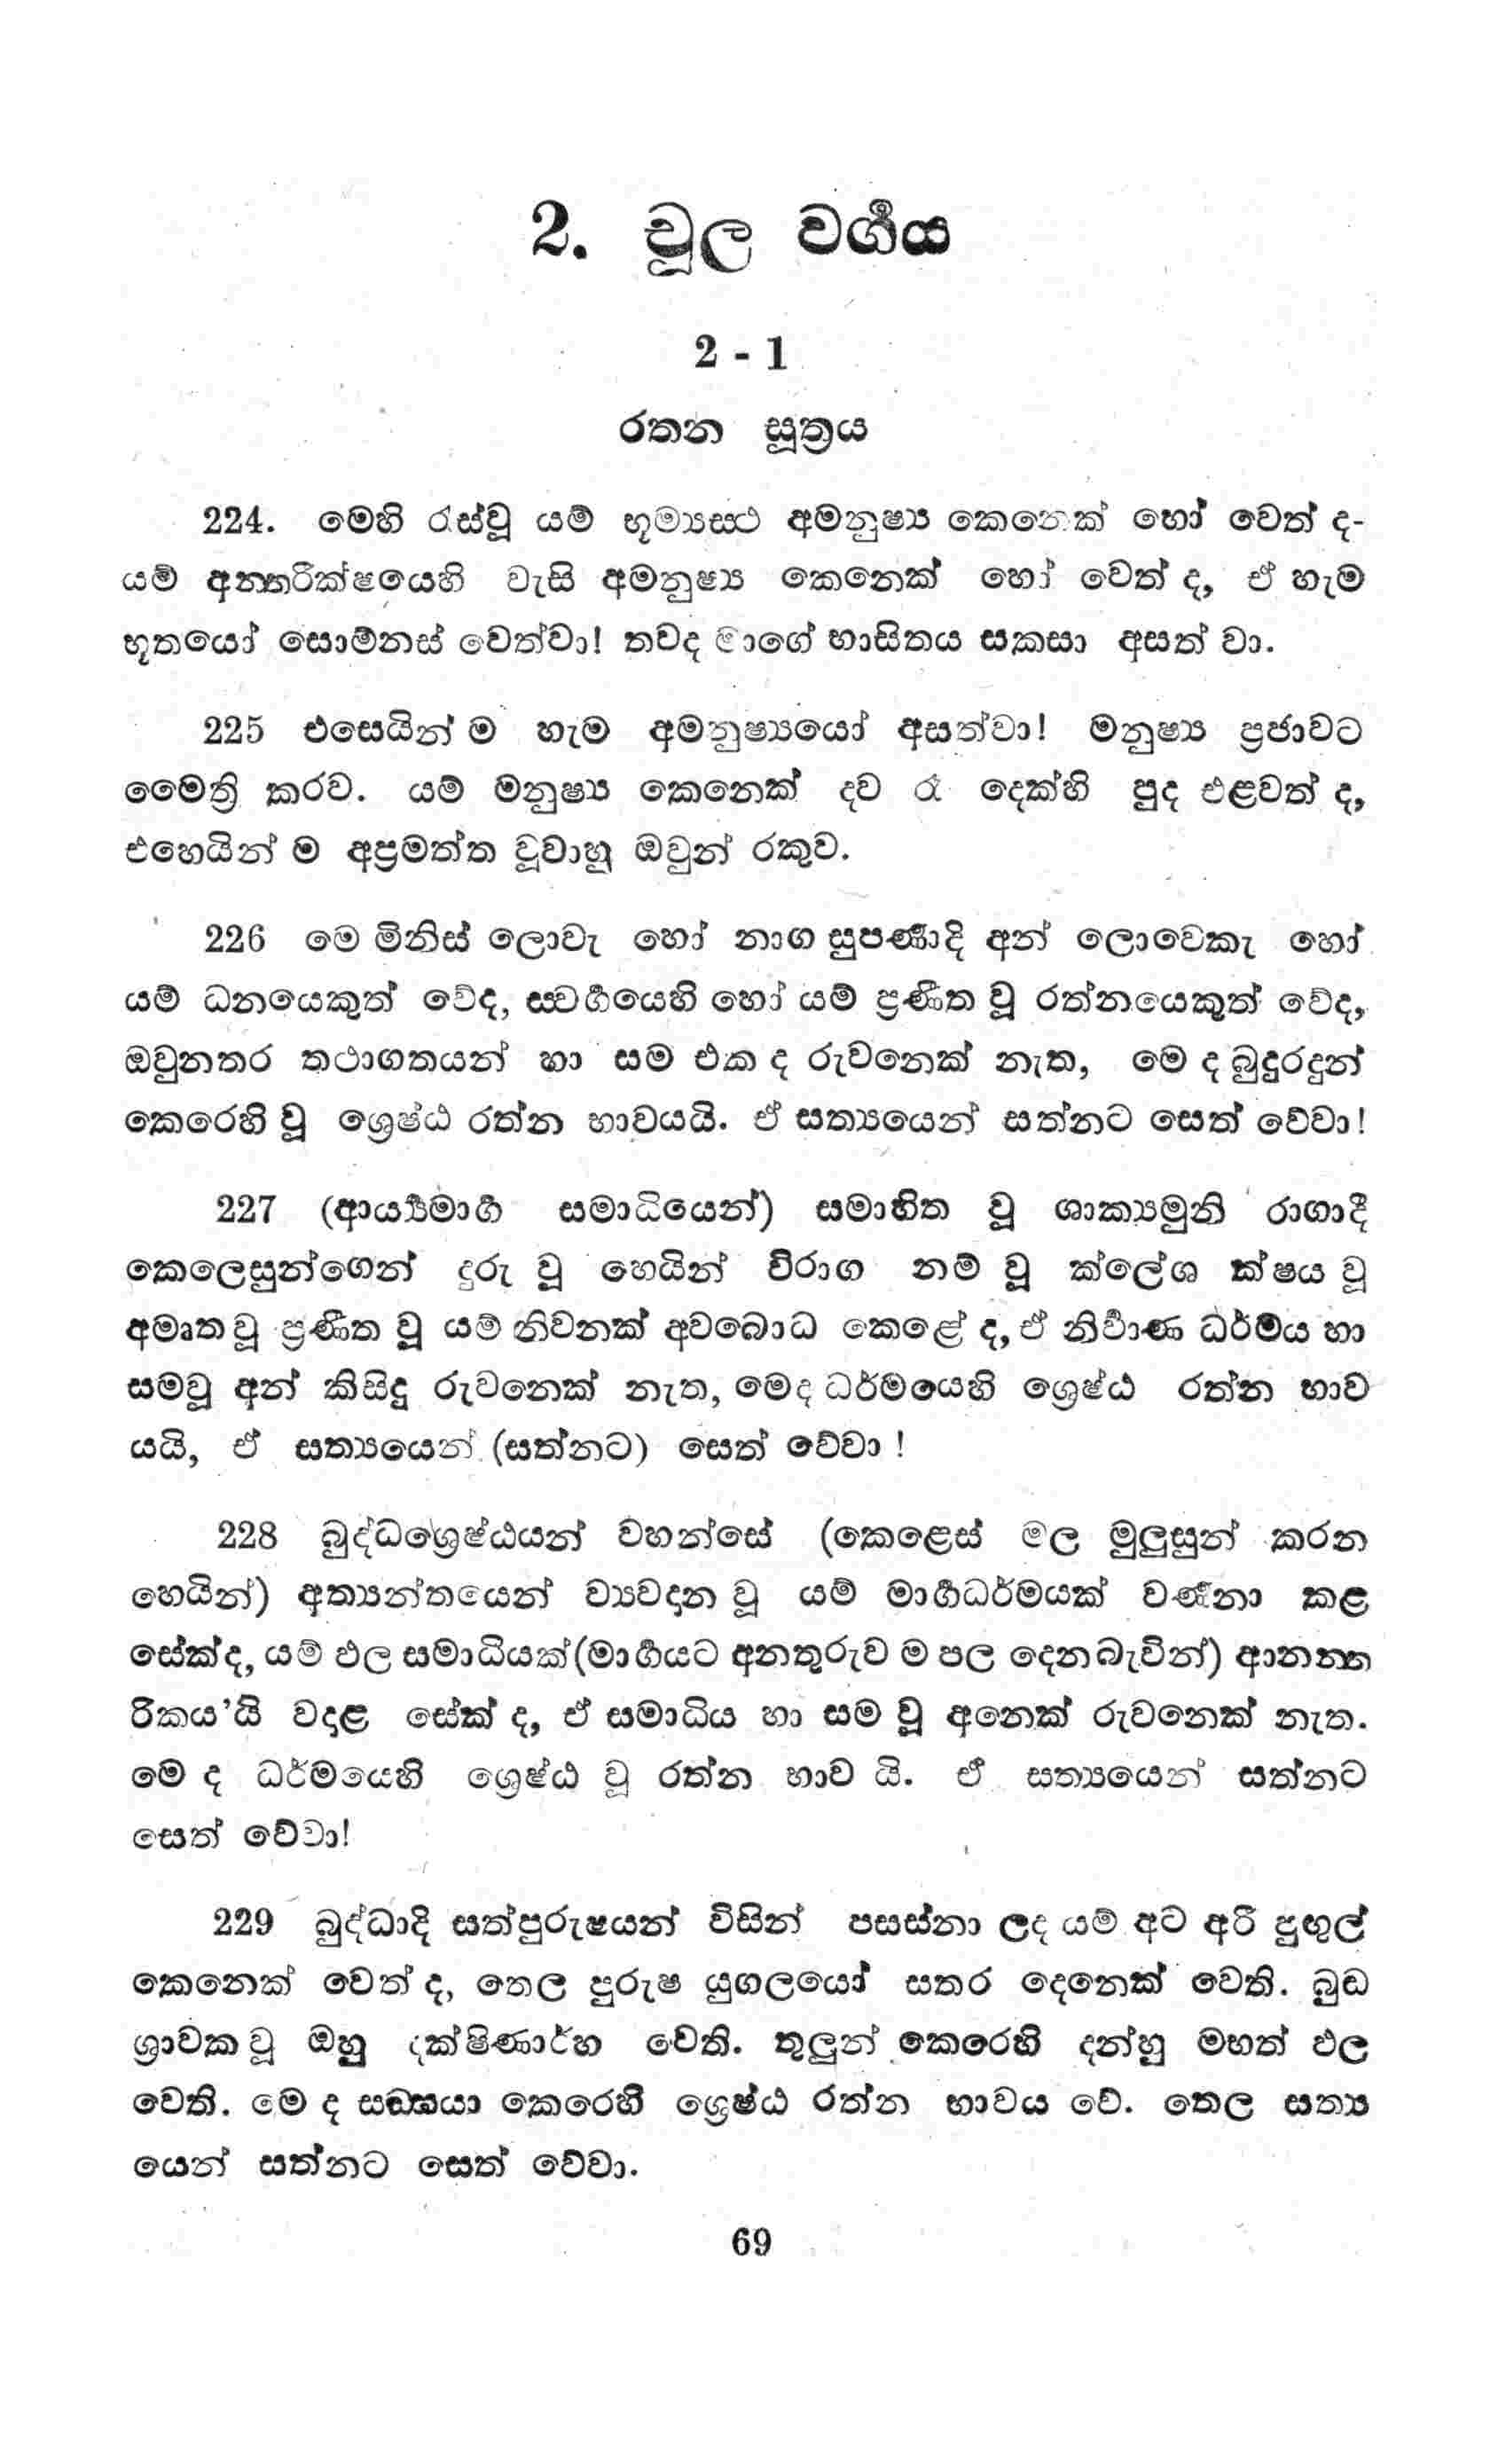 2. චූල වර්‍ගය
2 - 1
රතන සූත්‍රය
224. මෙහි රැස්වූ යම් භූම්‍යස්‍ථ අමනුෂ්‍ය කෙනෙක් හෝ වෙත් ද-
යම් අන්‍තරීක්ෂයෙහි වැසි අමනුෂ්‍ය කෙනෙක් හෝ වෙත් ද, ඒ හැම
භූතයෝ සොම්නස් වෙත්වා! තවද මාගේ භාසිතය සකසා අසත් වා.
225 එසෙයින් ම හැම අමනුෂ්‍යයෝ අසත්වා! මනුෂ්‍ය ප්‍රජාවට
මෛත්‍රි කරව. යම් මනුෂ්‍ය කෙනෙක් දව රෑ දෙක්හි පුද එළවත් ද,
එහෙයින් ම අප්‍රමත්ත වූවාහු ඔවුන් රකුව.
226 මෙ මිනිස් ලොවැ හෝ නාග සුපර්‍ණාදි අන් ලොවෙකැ හෝ
යම් ධනයෙකුත් වේද, ස්‍වර්‍ගයෙහි හෝ යම් ප්‍රණීත වූ රත්නයෙකුත් වේද,
ඔවුනතර තථාගතයන් හා සම එක ද රුවනෙක් නැත, මෙ ද බුදුරදුන්
කෙරෙහි වූ ශ්‍රෙෂ්ඨ රත්න භාවයයි. ඒ සත්‍යයෙන් සත්නට සෙත් වේවා!
227 (ආර්‍ය්‍යමාර්‍ග සමාධියෙන්) සමාහිත වූ ශාක්‍යමුනි රාගාදී
කෙලෙසුන්ගෙන් දුරු වූ හෙයින් විරාග නම් වූ ක්ලේශ ක්ෂය වූ
අමෘත වූ ප්‍රණීත වූ යම් නිවනක් අවබොධ කෙළේ ද, ඒ නිර්‍වාණ ධර්මය හා
සමවූ අන් කිසිදු රුවනෙක් නැත, මෙද ධර්මයෙහි ශ්‍රෙෂ්ඨ රත්න භාව
යයි, ඒ සත්‍යයෙන් (සත්නට) සෙත් වේවා !
228 බුද්ධශ්‍රෙෂ්ඨයන් වහන්සේ (කෙළෙස් මල මුලුසුන් කරන
හෙයින්) අත්‍යන්තයෙන් ව්‍යවදාන වූ යම් මාර්‍ගධර්මයක් වර්‍ණනා කළ
සේක්ද, යම් ඵල සමාධියක් (මාර්‍ගයට අනතුරුව ම පල දෙන බැවින්) ආනන්‍ත
රිකය'යි වදාළ සේක් ද, ඒ සමාධිය හා සම වූ අනෙක් රුවනෙක් නැත.
මෙ ද ධර්මයෙහි ශ්‍රෙෂ්ඨ වූ රත්න භාව යි. ඒ සත්‍යයෙන් සත්නට
සෙත් වේවා!
229 බුද්ධාදි සත්පුරුෂයන් විසින් පසස්නා ලද යම් අට අරී පුඟුල්
කෙනෙක් වෙත් ද, තෙල පුරුෂ යුගලයෝ සතර දෙනෙක් වෙති. බුද්‍ධ
ශ්‍රාවක වූ ඔහු දක්ෂිණාර්හ වෙති. තුලුන් කෙරෙහි දන්හු මහත් ඵල
වෙති. මෙ ද සඞ්‍ඝයා කෙරෙහි ශ්‍රෙෂ්ඨ රත්න භාවය වේ. තෙල සත්‍ය
යෙන් සත්නට සෙත් වේවා.
69